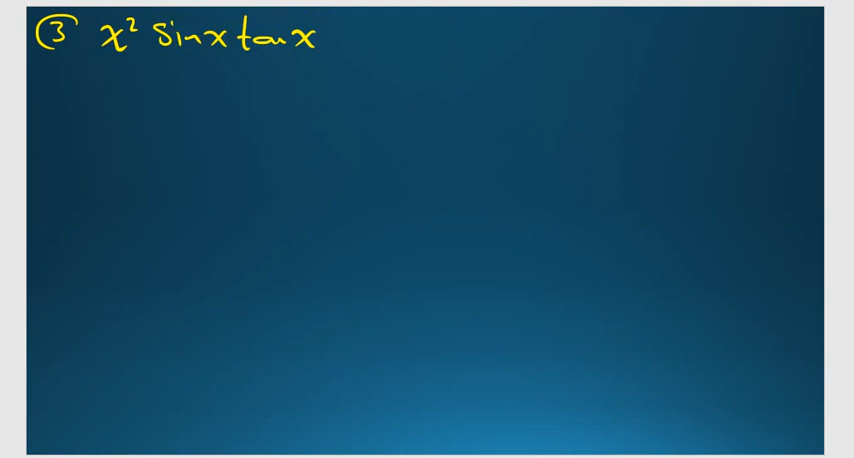 ③ x² sinx tanx